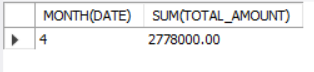 MONTH(DATE) SUM(TOTAL_AMOUNT)
4 2778000.00